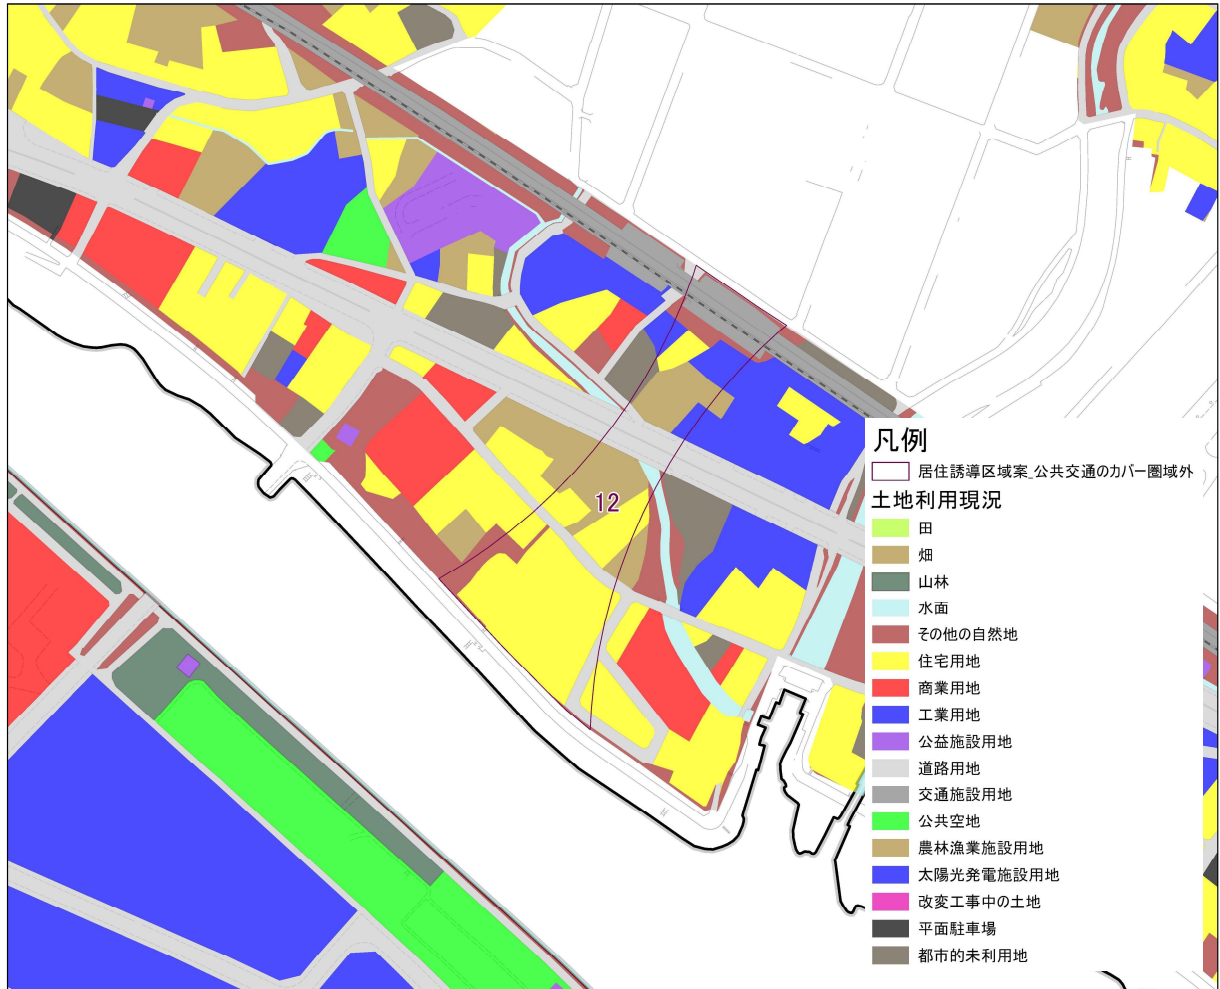 12
凡例
居住誘導区域案_公共交通のカバー圏域外
土地利用現況
田
畑
山林
水面
その他の自然地
住宅用地
商業用地
工業用地
公益施設用地
道路用地
交通施設用地
公共空地
農林漁業施設用地
太陽光発電施設用地
改変工事中の土地
平面駐車場
都市的未利用地